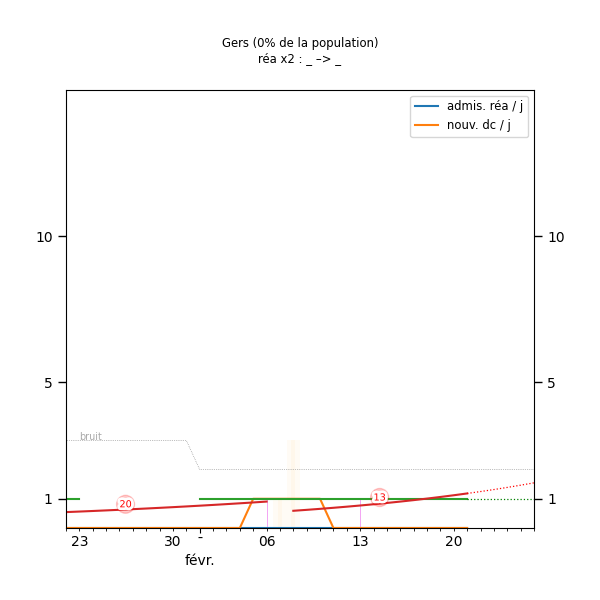 Gers (0% de la population)
réa x2 : _ –> _
admis. réa / j
nouv. dc / j
10
10
5
5
bruit
1
1
20
13
23
30
-
06
13
20
févr.